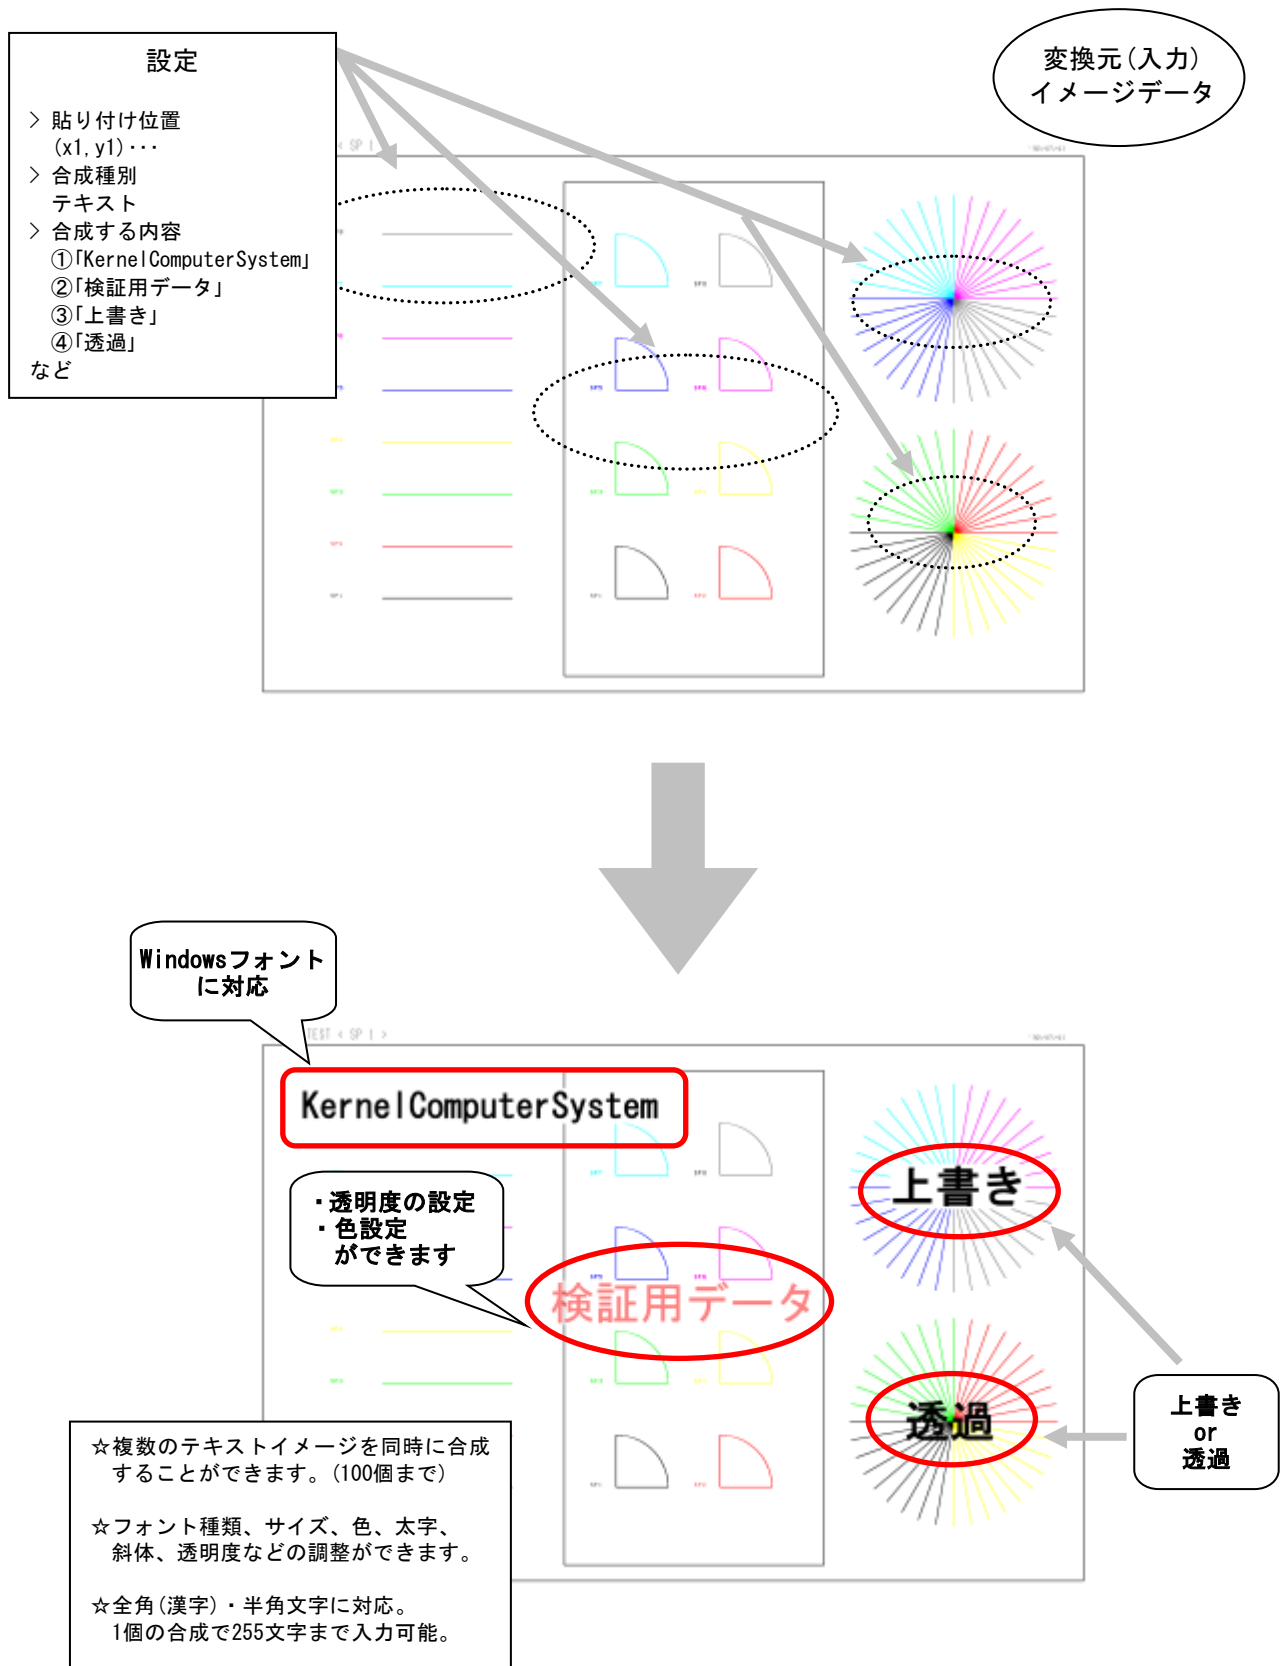 設定
> 貼り付け位置
(x1,y1)･･･
> 合成種別
テキスト
> 合成する内容
①｢KernelComputerSystem｣
②｢検証用データ｣
③｢上書き｣
④｢透過｣
など
変換元(入力)
イメージデータ
< SP 1
Windowsフォント
に対応
TEST < SP 1 >
KernelComputerSystem
・透明度の設定
・色設定
ができます
検証用データ
上書き
透過
上書き
or
透過
☆複数のテキストイメージを同時に合成
することができます。(100個まで)
☆フォント種類、サイズ、色、太字、
斜体、透明度などの調整ができます。
☆全角(漢字)・半角文字に対応。
1個の合成で255文字まで入力可能。